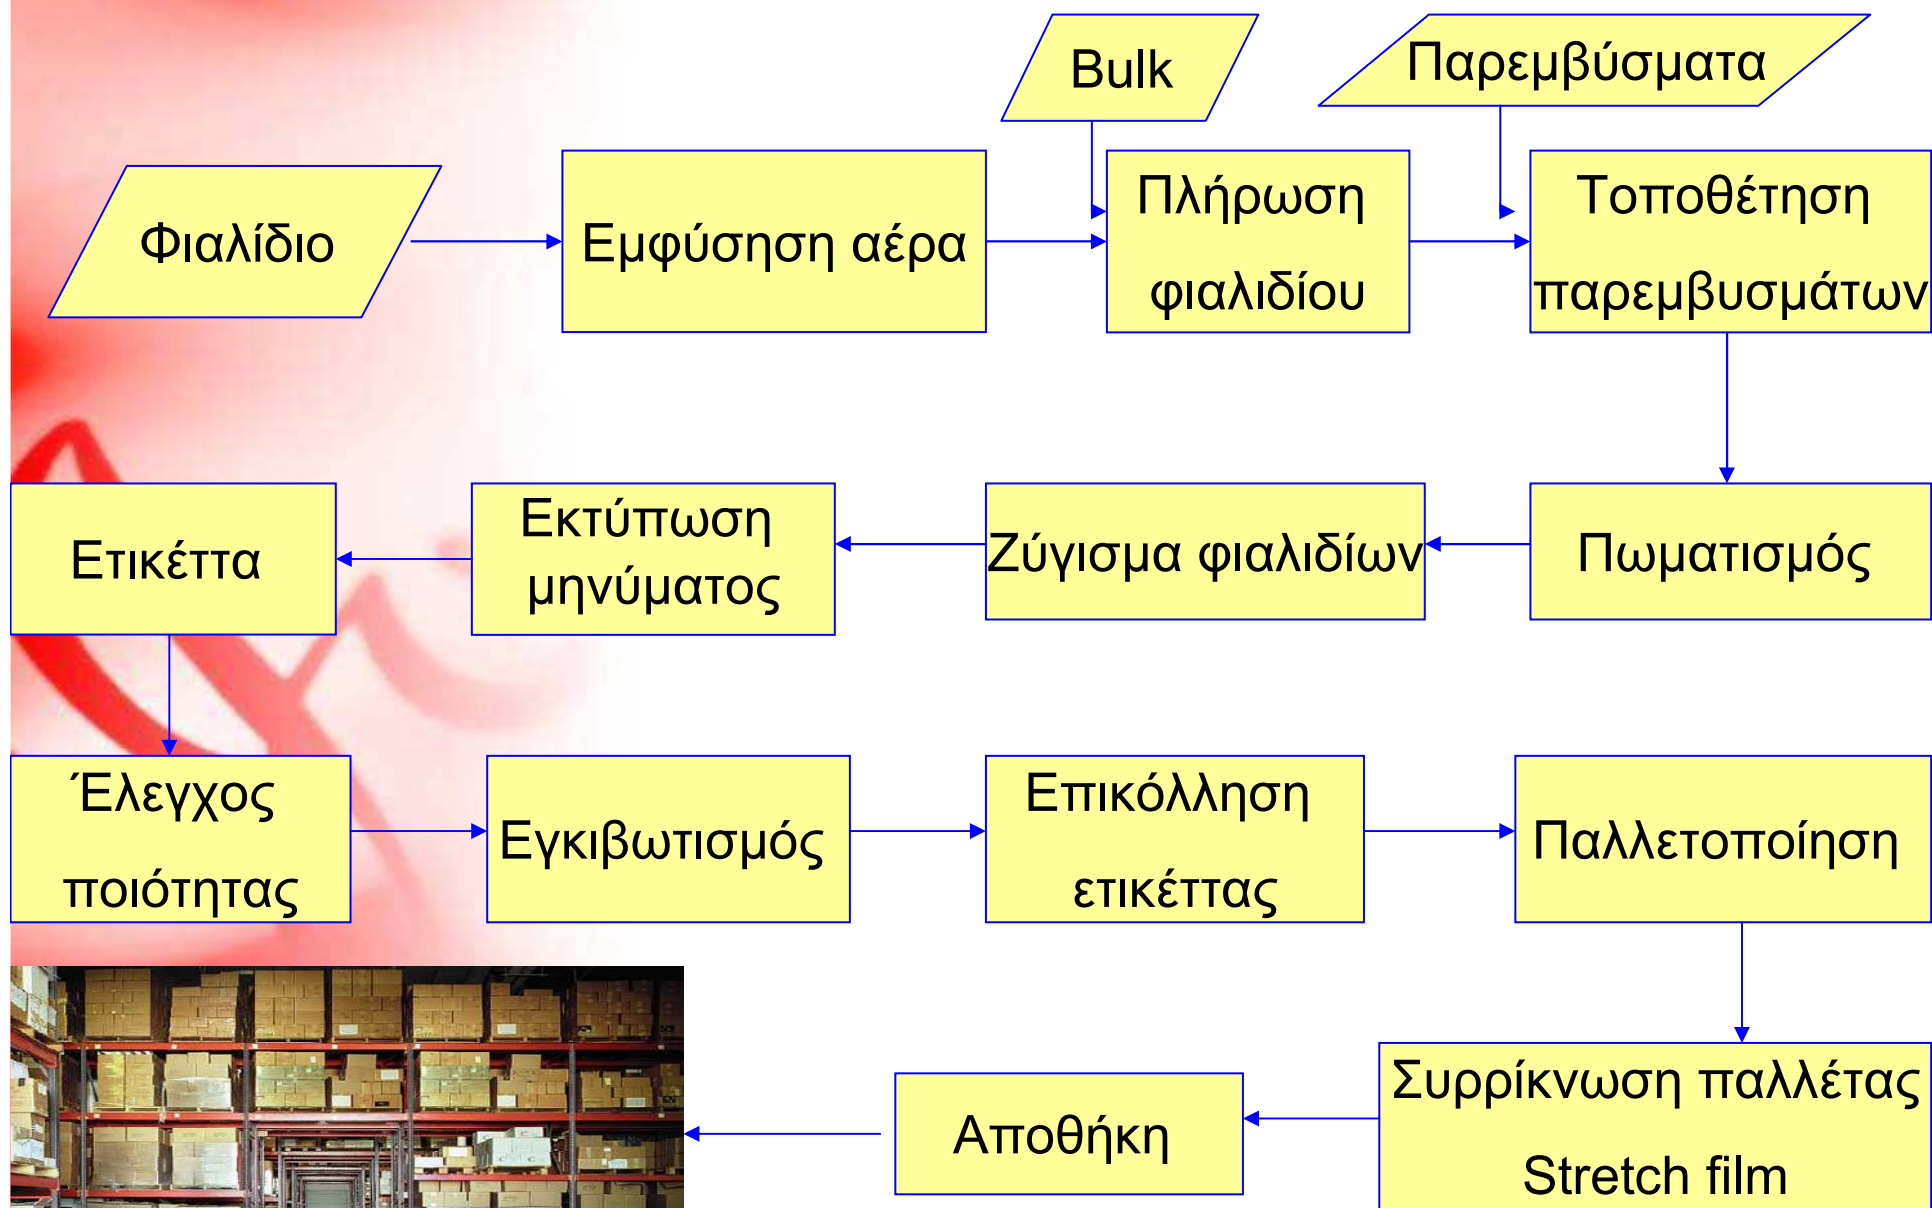 Bulk
Παρεμβύσματα
Φιαλίδιο
Εμφύσηση αέρα
Πλήρωση
φιαλιδίου
Τοποθέτηση
παρεμβυσμάτων
Πωματισμός
Ζύγισμα φιαλιδίων
Εκτύπωση
μηνύματος
Ετικέττα
Έλεγχος
ποιότητας
Εγκιβωτισμός
Επικόλληση
ετικέττας
Παλλετοποίηση
Συρρίκνωση παλλέτας
Stretch film
Αποθήκη